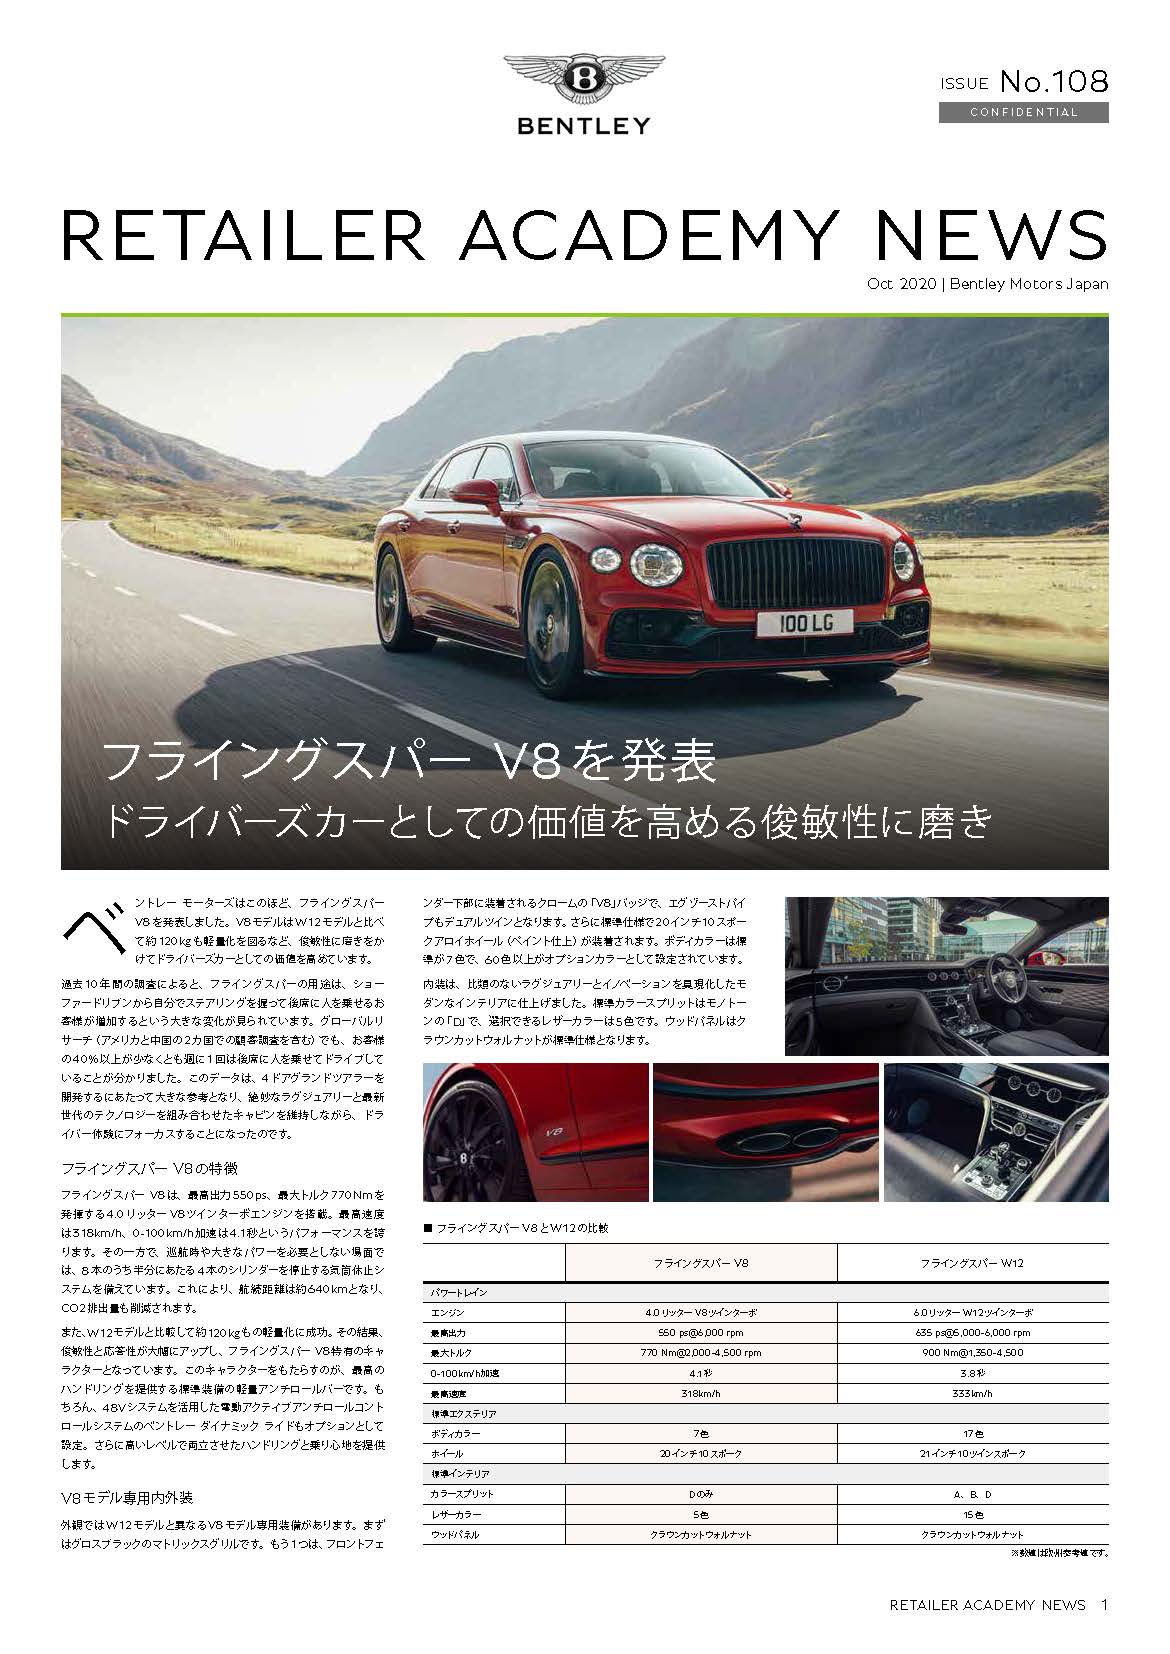 BENTLEY
ISSUE No.108
CONFIDENTIAL
RETAILER ACADEMY NEWS
Oct 2020 | Bentley Motors Japan
100 LG
フライングスパー V8を発表
ドライバーズカーとしての価値を高める俊敏性に磨き
ベントレー モーターズはこのほど、フライングスパー
V8を発表しました。V8モデルはW12モデルと比べ
て約120kgも軽量化を図るなど、俊敏性に磨きをか
けてドライバーズカーとしての価値を高めています。
過去10年間の調査によると、フライングスパーの用途は、ショー
ファードリブンから自分でステアリングを握って後席に人を乗せるお
客様が増加するという大きな変化が見られています。グローバルリ
サーチ（アメリカと中国の2カ国での顧客調査を含む）でも、お客様
の40%以上が少なくとも週に1回は後席に人を乗せてドライブして
いることが分かりました。このデータは、4ドアグランドツアラーを
開発するにあたって大きな参考となり、絶妙なラグジュアリーと最新
世代のテクノロジーを組み合わせたキャビンを維持しながら、ドラ
イバー体験にフォーカスすることになったのです。
フライングスパー V8の特徴
フライングスパー V8は、最高出力550ps、最大トルク770Nmを
発揮する4.0リッターV8ツインターボエンジンを搭載。最高速度
は318km/h、0-100km/h加速は4.1秒というパフォーマンスを誇
ります。その一方で、巡航時や大きなパワーを必要としない場面で
は、8本のうち半分にあたる4本のシリンダーを停止する気筒休止シ
ステムを備えています。これにより、航続距離は約640kmとなり、
CO2排出量も削減されます。
また、W12モデルと比較して約120kgもの軽量化に成功。その結果、
俊敏性と応答性が大幅にアップし、フライングスパー V8特有のキャ
ラクターとなっています。このキャラクターをもたらすのが、最高の
ハンドリングを提供する標準装備の軽量アンチロールバーです。も
ちろん、48Vシステムを活用した電動アクティブアンチロールコント
ロールシステムのベントレー ダイナミック ライドもオプションとして
設定。さらに高いレベルで両立させたハンドリングと乗り心地を提供
します。
V8モデル専用内外装
外観ではW12モデルと異なるV8モデル専用装備があります。まず
はグロスブラックのマトリックスグリルです。もう1つは、フロントフェ
ンダー下部に装着されるクロームの「V8」バッジで、エグゾーストパイ
プもデュアルツインとなります。さらに標準仕様で20インチ10スポー
クアロイホイール（ペイント仕上）が装着されます。ボディカラーは標
準が7色で、60色以上がオプションカラーとして設定されています。
内装は、比類のないラグジュアリーとイノベーションを具現化したモ
ダンなインテリアに仕上げました。標準カラースプリットはモノトー
ンの「D」で、選択できるレザーカラーは5色です。ウッドパネルはク
ラウンカットウォルナットが標準仕様となります。
V8
■ フライングスパー V8とW12の比較
フライングスパー V8 フライングスパー W12
パワートレイン
エンジン 4.0リッターV8ツインターボ 6.0リッターW12ツインターボ
最高出力 550 ps@6,000 rpm 635 ps@5,000-6,000 rpm
最大トルク 770 Nm@2,000-4,500 rpm 900 Nm@1,350-4,500
0-100km/h加速 4.1秒 3.8秒
最高速度 318km/h 333km/h
標準エクステリア
ボディカラー 7色 17色
ホイール 20インチ10スポーク 21インチ10ツインスポーク
標準インテリア
カラースプリット Dのみ A、B、D
レザーカラー 5色 15色
ウッドパネル クラウンカットウォルナット クラウンカットウォルナット
※数値は欧州参考値です。
RETAILER ACADEMY NEWS 1